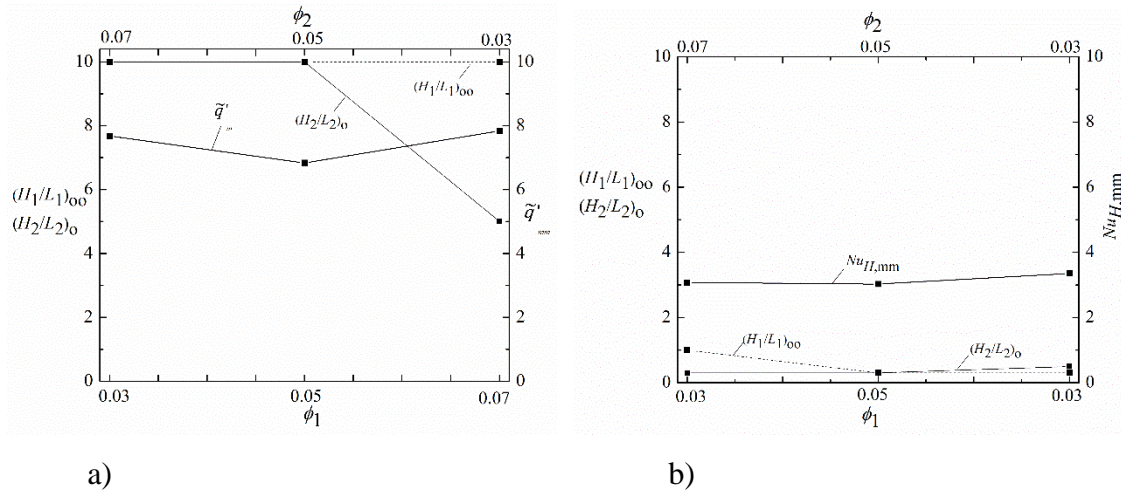 ϕ2
0.07 0.05 0.03
10 10
(H1/L1)oo
(H2/L2)o
q̃'m
8 8
6 6
(H1/L1)oo
(H2/L2)o
q̃'mm
4 4
2 2
0 0
0.03 0.05 0.07
ϕ1
a)
ϕ2
0.07 0.05 0.03
10 10
8 8
(H1/L1)oo
(H2/L2)o
6 6
NuH,mm
4 4
NuH,mm
2 2
(H1/L1)oo
(H2/L2)o
0 0
0.03 0.05 0.03
ϕ1
b)